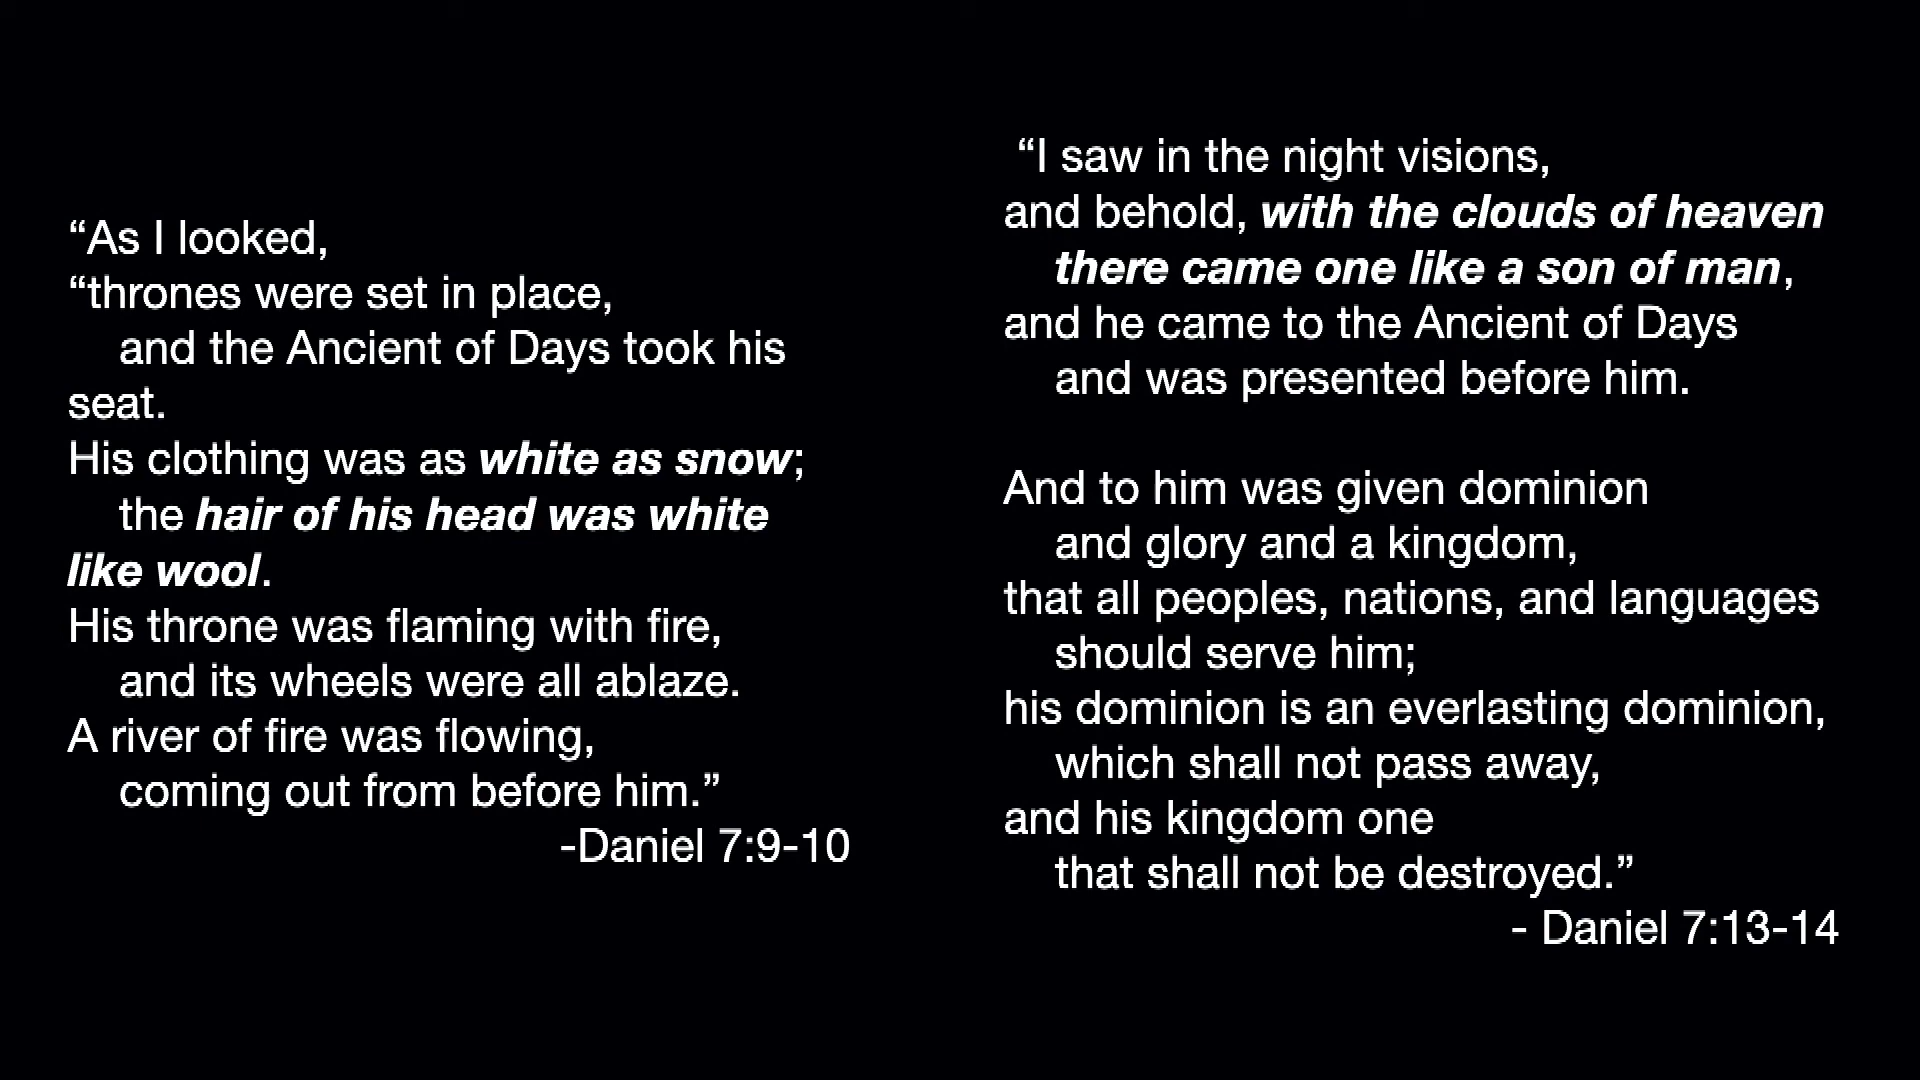 “As I looked,
“thrones were set in place,
and the Ancient of Days took his
seat.
His clothing was as white as snow;
the hair of his head was white
like wool.
His throne was flaming with fire,
and its wheels were all ablaze.
A river of fire was flowing,
coming out from before him.”
-Daniel 7:9-10
“I saw in the night visions,
and behold, with the clouds of heaven
there came one like a son of man,
and he came to the Ancient of Days
and was presented before him.
And to him was given dominion
and glory and a kingdom,
that all peoples, nations, and languages
should serve him;
his dominion is an everlasting dominion,
which shall not pass away,
and his kingdom one
that shall not be destroyed.”
- Daniel 7:13-14